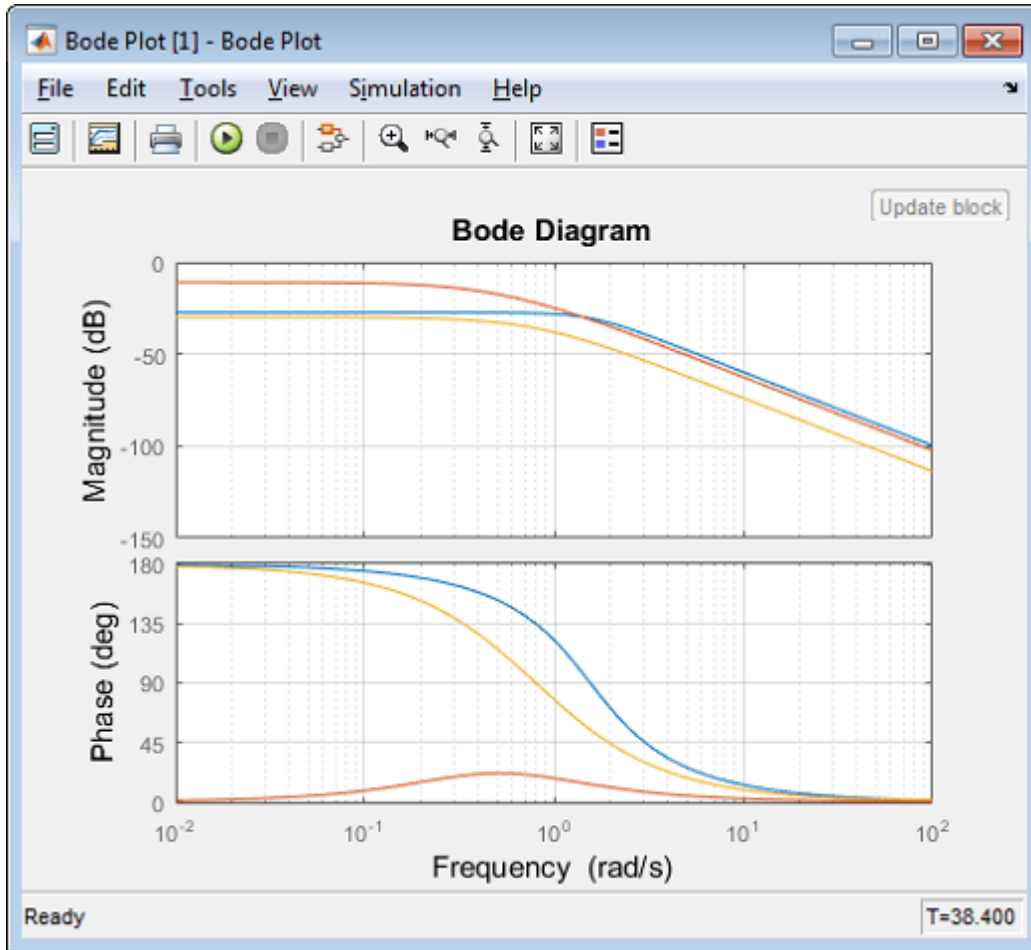 Bode Plot [1] - Bode Plot
File Edit Tools View Simulation Help
Update block
Bode Diagram
0
-50
-100
-150
Magnitude (dB)
180
135
90
45
0
Phase (deg)
10^-2 10^-1 10^0 10^1 10^2
Frequency (rad/s)
Ready T=38.400